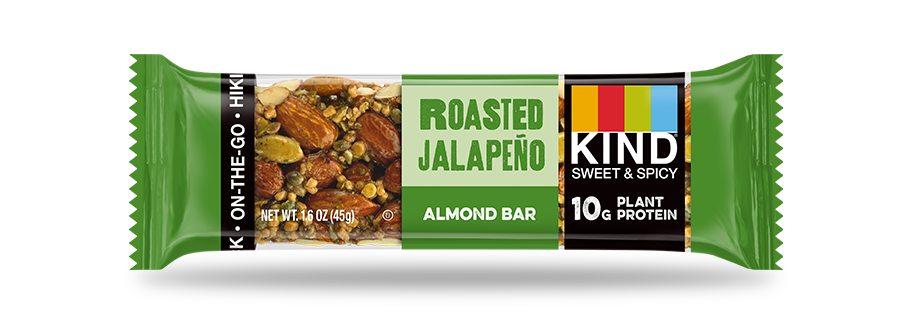 K • ON-THE-GO • HIKI
NET WT. 1.6 OZ (45g)
ROASTED
JALAPEÑO
ALMOND BAR
KIND
SWEET & SPICY
10G PLANT
PROTEIN